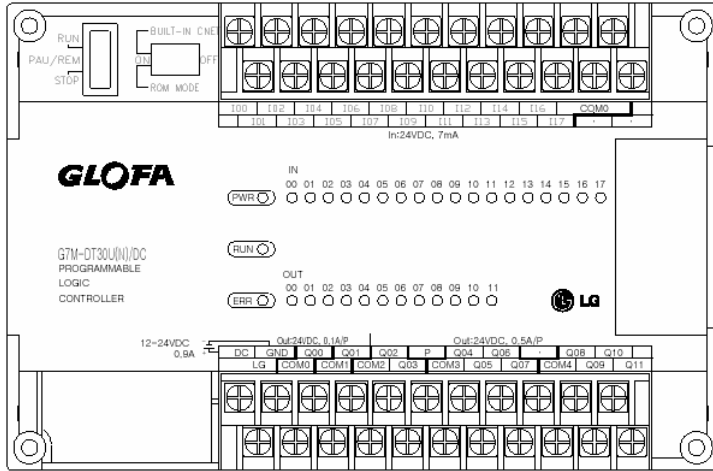 RUN
PAU/REM
STOP
BUILT-IN CNET
ON OFF
ROM MODE
I00 I02 I04 I06 I08 I10 I12 I14 I16 COM0
I01 I03 I05 I07 I09 I11 I13 I15 I17 · ·
In:24VDC, 7mA
GLOFA
IN
00 01 02 03 04 05 06 07 08 09 10 11 12 13 14 15 16 17
PWR
RUN
G7M-DT30U(N)/DC
PROGRAMMABLE
LOGIC
CONTROLLER
OUT
00 01 02 03 04 05 06 07 08 09 10 11
ERR
LG
12-24VDC
0.9A
Out:24VDC, 0.1A/P
Out:24VDC, 0.5A/P
DC GND Q00 Q01 Q02 P Q04 Q06 · Q08 Q10
LG COM0 COM1 COM2 Q03 COM3 Q05 Q07 COM4 Q09 Q11